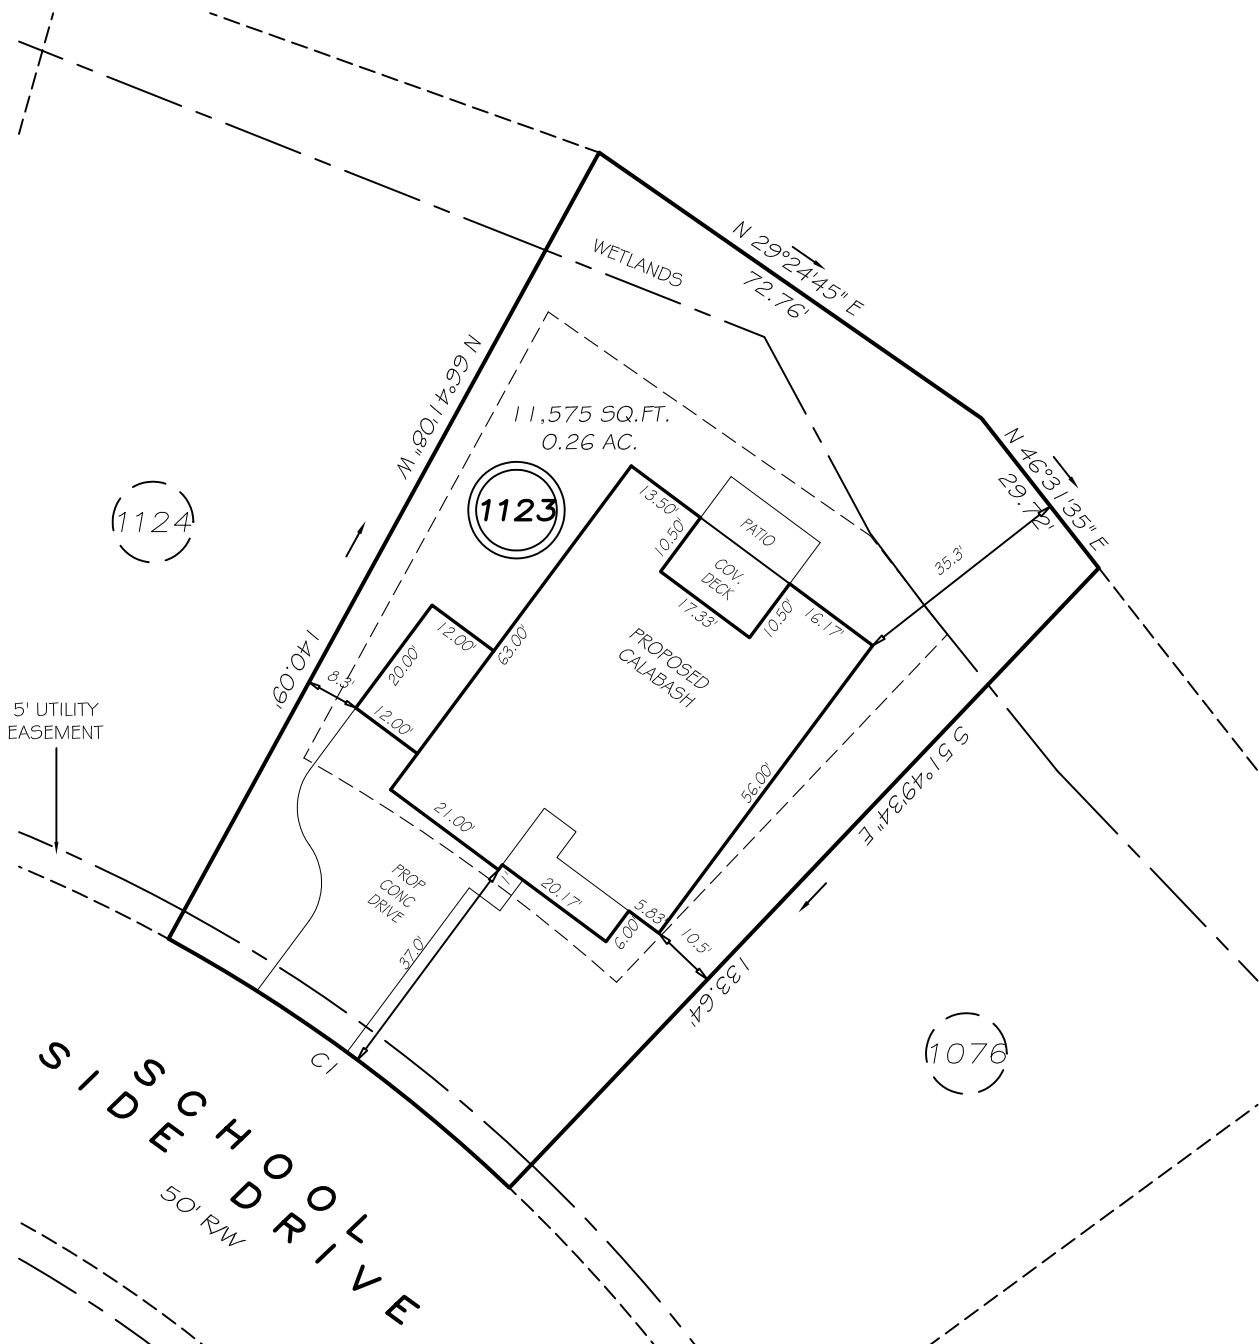 WETLANDS
N 29°24'45" E
72.76'
N 46°31'35" E
29.72'
N 66°41'08" W
140.09'
11,575 SQ.FT.
0.26 AC.
1123
1124
13.50'
10.50'
PATIO
COV.
DECK
17.33'
10.50'
16.17'
35.3'
12.00'
63.00'
20.00'
8.3'
12.00'
PROPOSED
CALABASH
5' UTILITY
EASEMENT
56.00'
S 51°49'34" E
133.64'
21.00'
PROP
CONC
DRIVE
20.17'
5.83'
6.00'
10.5'
37.0'
C1
1076
SCHOOL
SIDE DRIVE
50' R/W